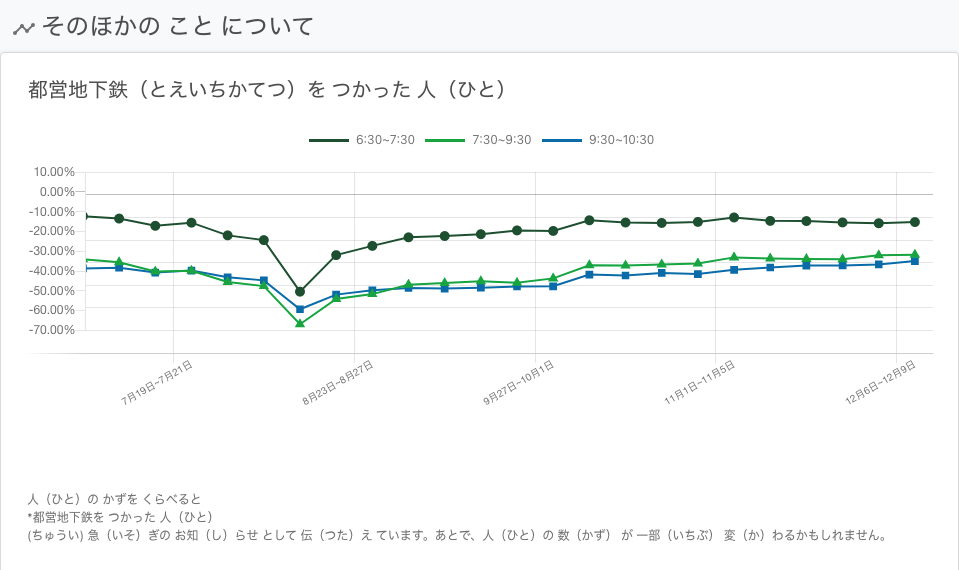 そのほかの こと について
都営地下鉄（とえいちかてつ）を つかった 人（ひと）
6:30~7:30
7:30~9:30
9:30~10:30
10.00%
0.00%
-10.00%
-20.00%
-30.00%
-40.00%
-50.00%
-60.00%
-70.00%
7月19日~7月21日
8月23日~8月27日
9月27日~10月1日
11月1日~11月5日
12月6日~12月9日
人（ひと）の かずを くらべると
*都営地下鉄を つかった 人（ひと）
(ちゅうい) 急（いそ）ぎの お知（し）らせ として 伝（つた）え ています。あとで、人（ひと）の 数（かず） が 一部（いちぶ） 変（か）わるかもしれません。